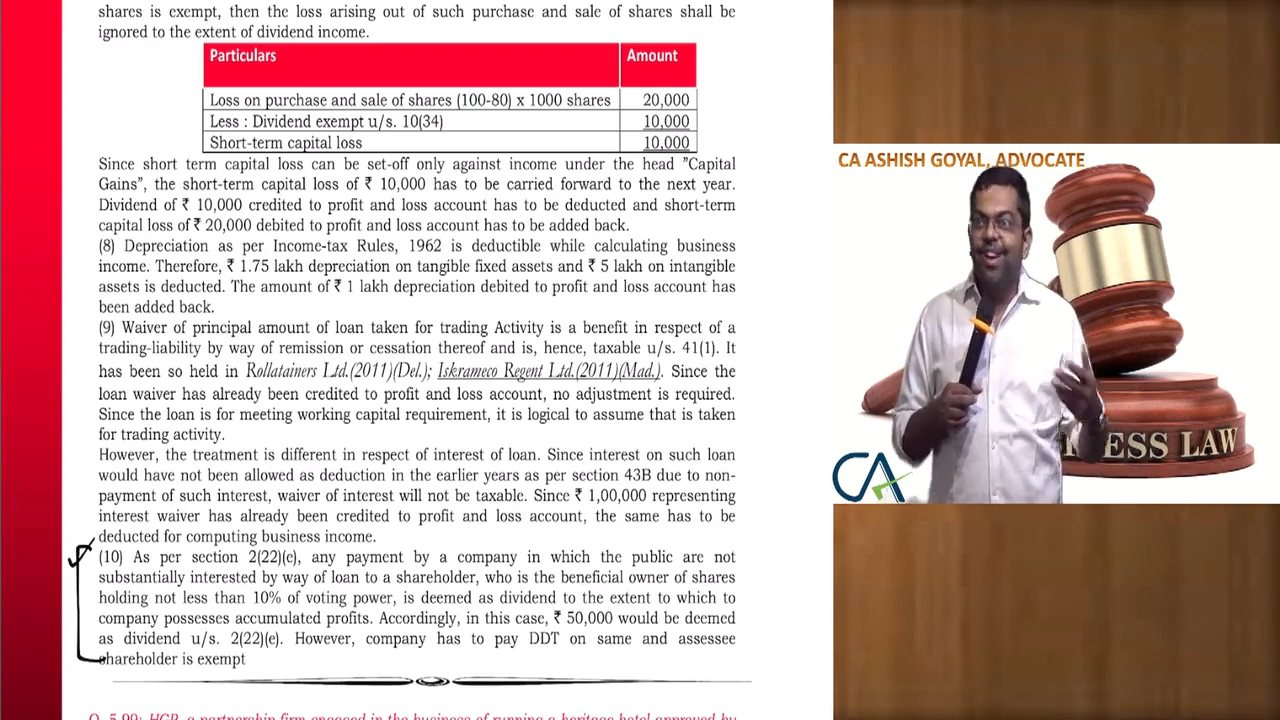 shares is exempt, then the loss arising out of such purchase and sale of shares shall be
ignored to the extent of dividend income.
Particulars Amount
Loss on purchase and sale of shares (100-80) x 1000 shares 20,000
Less : Dividend exempt u/s. 10(34) 10,000
Short-term capital loss 10,000
Since short term capital loss can be set-off only against income under the head ”Capital
Gains”, the short-term capital loss of ₹ 10,000 has to be carried forward to the next year.
Dividend of ₹ 10,000 credited to profit and loss account has to be deducted and short-term
capital loss of ₹ 20,000 debited to profit and loss account has to be added back.
(8) Depreciation as per Income-tax Rules, 1962 is deductible while calculating business
income. Therefore, ₹ 1.75 lakh depreciation on tangible fixed assets and ₹ 5 lakh on intangible
assets is deducted. The amount of ₹ 1 lakh depreciation debited to profit and loss account has
been added back.
(9) Waiver of principal amount of loan taken for trading Activity is a benefit in respect of a
trading-liability by way of remission or cessation thereof and is, hence, taxable u/s. 41(1). It
has been so held in Rollatainers Ltd.(2011)(Del.); Iskrameco Regent Ltd.(2011)(Mad.). Since the
loan waiver has already been credited to profit and loss account, no adjustment is required.
Since the loan is for meeting working capital requirement, it is logical to assume that is taken
for trading activity.
However, the treatment is different in respect of interest of loan. Since interest on such loan
would have not been allowed as deduction in the earlier years as per section 43B due to non-
payment of such interest, waiver of interest will not be taxable. Since ₹ 1,00,000 representing
interest waiver has already been credited to profit and loss account, the same has to be
deducted for computing business income.
(10) As per section 2(22)(e), any payment by a company in which the public are not
substantially interested by way of loan to a shareholder, who is the beneficial owner of shares
holding not less than 10% of voting power, is deemed as dividend to the extent to which to
company possesses accumulated profits. Accordingly, in this case, ₹ 50,000 would be deemed
as dividend u/s. 2(22)(e). However, company has to pay DDT on same and assessee
shareholder is exempt
Q. 5.99: HGP, a partnership firm engaged in the business of running a heritage hotel approved by
CA ASHISH GOYAL, ADVOCATE
ESS LAW
CA